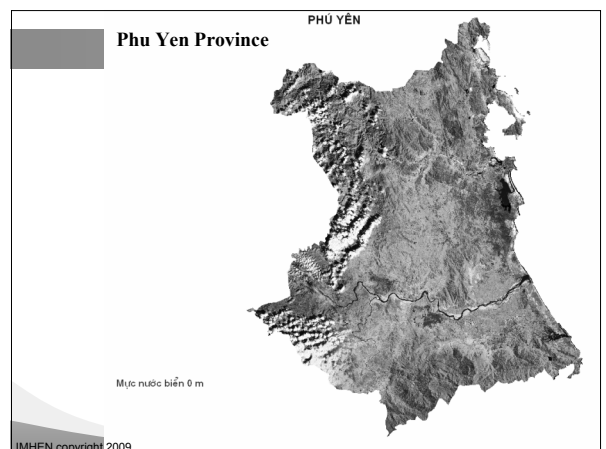 PHÚ YÊN
Phu Yen Province
Mực nước biển 0 m
IMHEN copyright 2009